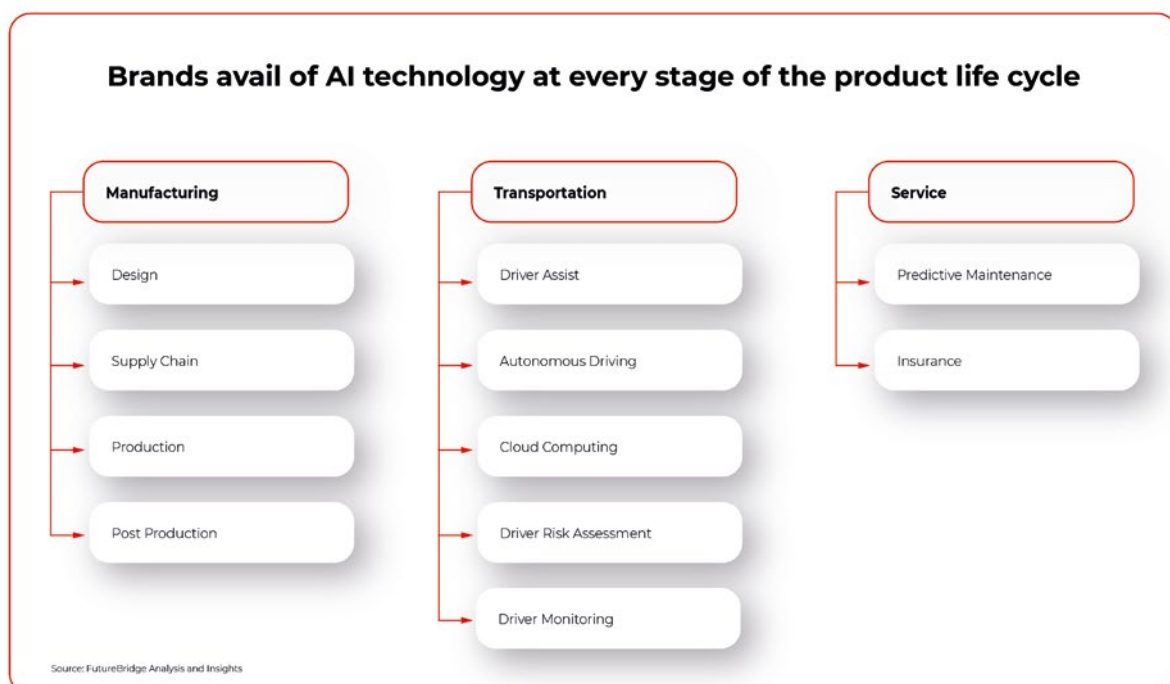 Brands avail of AI technology at every stage of the product life cycle
Manufacturing
Design
Supply Chain
Production
Post Production
Transportation
Driver Assist
Autonomous Driving
Cloud Computing
Driver Risk Assessment
Driver Monitoring
Service
Predictive Maintenance
Insurance
Source: FutureBridge Analysis and Insights